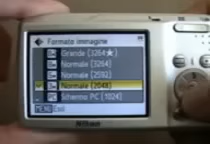 Formato immagine
Grande (3264★)
Normale (3264)
Normale (2592)
Normale (2048)
Schermo PC (1024)
MENU Esci
Nikon